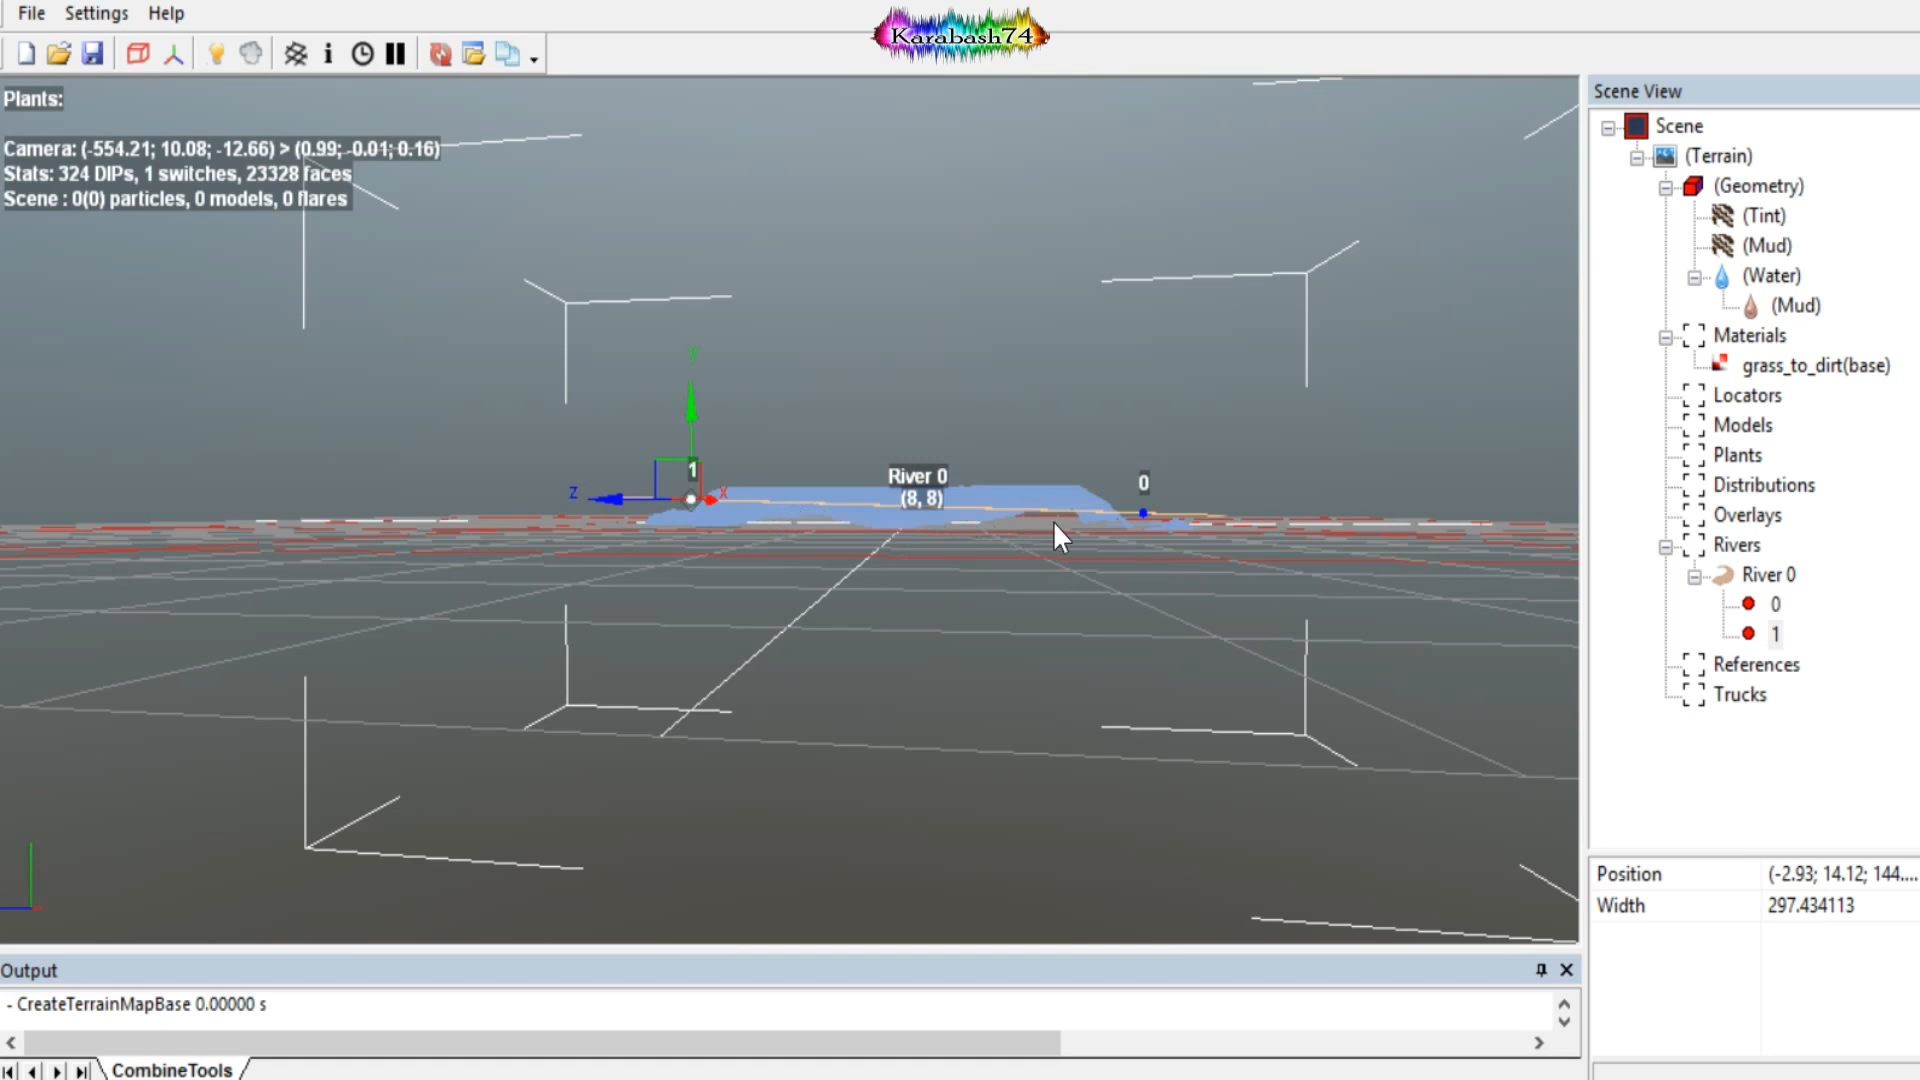 File Settings Help
Karabash74
Plants:
Camera: (-554.21; 10.08; -12.66) > (0.99; -0.01; 0.16)
Stats: 324 DIPs, 1 switches, 23328 faces
Scene : 0(0) particles, 0 models, 0 flares
Y
1
Z
X
River 0
(8, 8)
0
Scene View
Scene
(Terrain)
(Geometry)
(Tint)
(Mud)
(Water)
(Mud)
Materials
grass_to_dirt(base)
Locators
Models
Plants
Distributions
Overlays
Rivers
River 0
0
1
References
Trucks
Position (-2.93; 14.12; 144....
Width 297.434113
Output
- CreateTerrainMapBase 0.00000 s
CombineTools